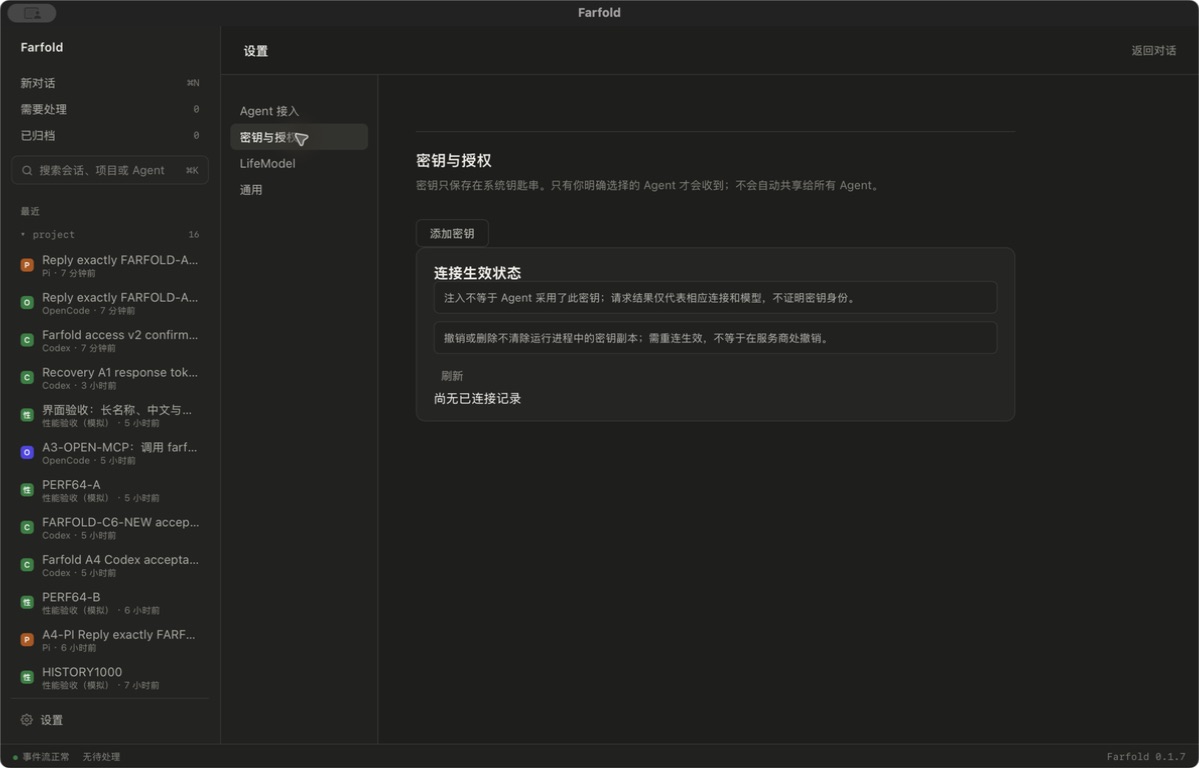 Farfold
Farfold
新对话 ⌘N
需要处理 0
已归档 0
搜索会话、项目或 Agent ⌘K
最近
• project 16
P Reply exactly FARFOLD-A...
Pi · 7 分钟前
O Reply exactly FARFOLD-A...
OpenCode · 7 分钟前
C Farfold access v2 confirm...
Codex · 7 分钟前
C Recovery A1 response tok...
Codex · 3 小时前
性 界面验收：长名称、中文与...
性能验收（模拟） · 5 小时前
O A3-OPEN-MCP：调用 farf...
OpenCode · 5 小时前
性 PERF64-A
性能验收（模拟） · 5 小时前
C FARFOLD-C6-NEW accep...
Codex · 5 小时前
C Farfold A4 Codex accepta...
Codex · 5 小时前
性 PERF64-B
性能验收（模拟） · 6 小时前
P A4-PI Reply exactly FARF...
Pi · 6 小时前
性 HISTORY1000
性能验收（模拟） · 7 小时前
设置
设置
返回对话
Agent 接入
密钥与授权
LifeModel
通用
密钥与授权
密钥只保存在系统钥匙串。只有你明确选择的 Agent 才会收到；不会自动共享给所有 Agent。
添加密钥
连接生效状态
注入不等于 Agent 采用了此密钥；请求结果仅代表相应连接和模型，不证明密钥身份。
撤销或删除不清除运行进程中的密钥副本；需重连生效，不等于在服务商处撤销。
刷新
尚无已连接记录
事件流正常 无待处理
Farfold 0.1.7